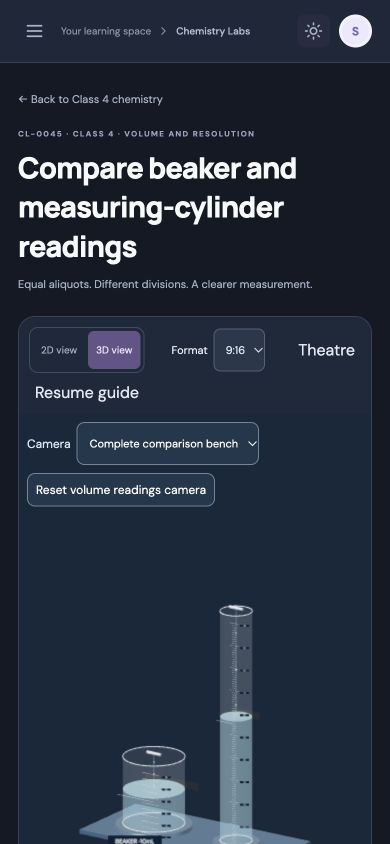 Your learning space > Chemistry Labs
S
← Back to Class 4 chemistry
CL-0045 · CLASS 4 · VOLUME AND RESOLUTION
Compare beaker and
measuring-cylinder
readings
Equal aliquots. Different divisions. A clearer measurement.
2D view
3D view
Format
9:16
Theatre
Resume guide
Camera
Complete comparison bench
Reset volume readings camera